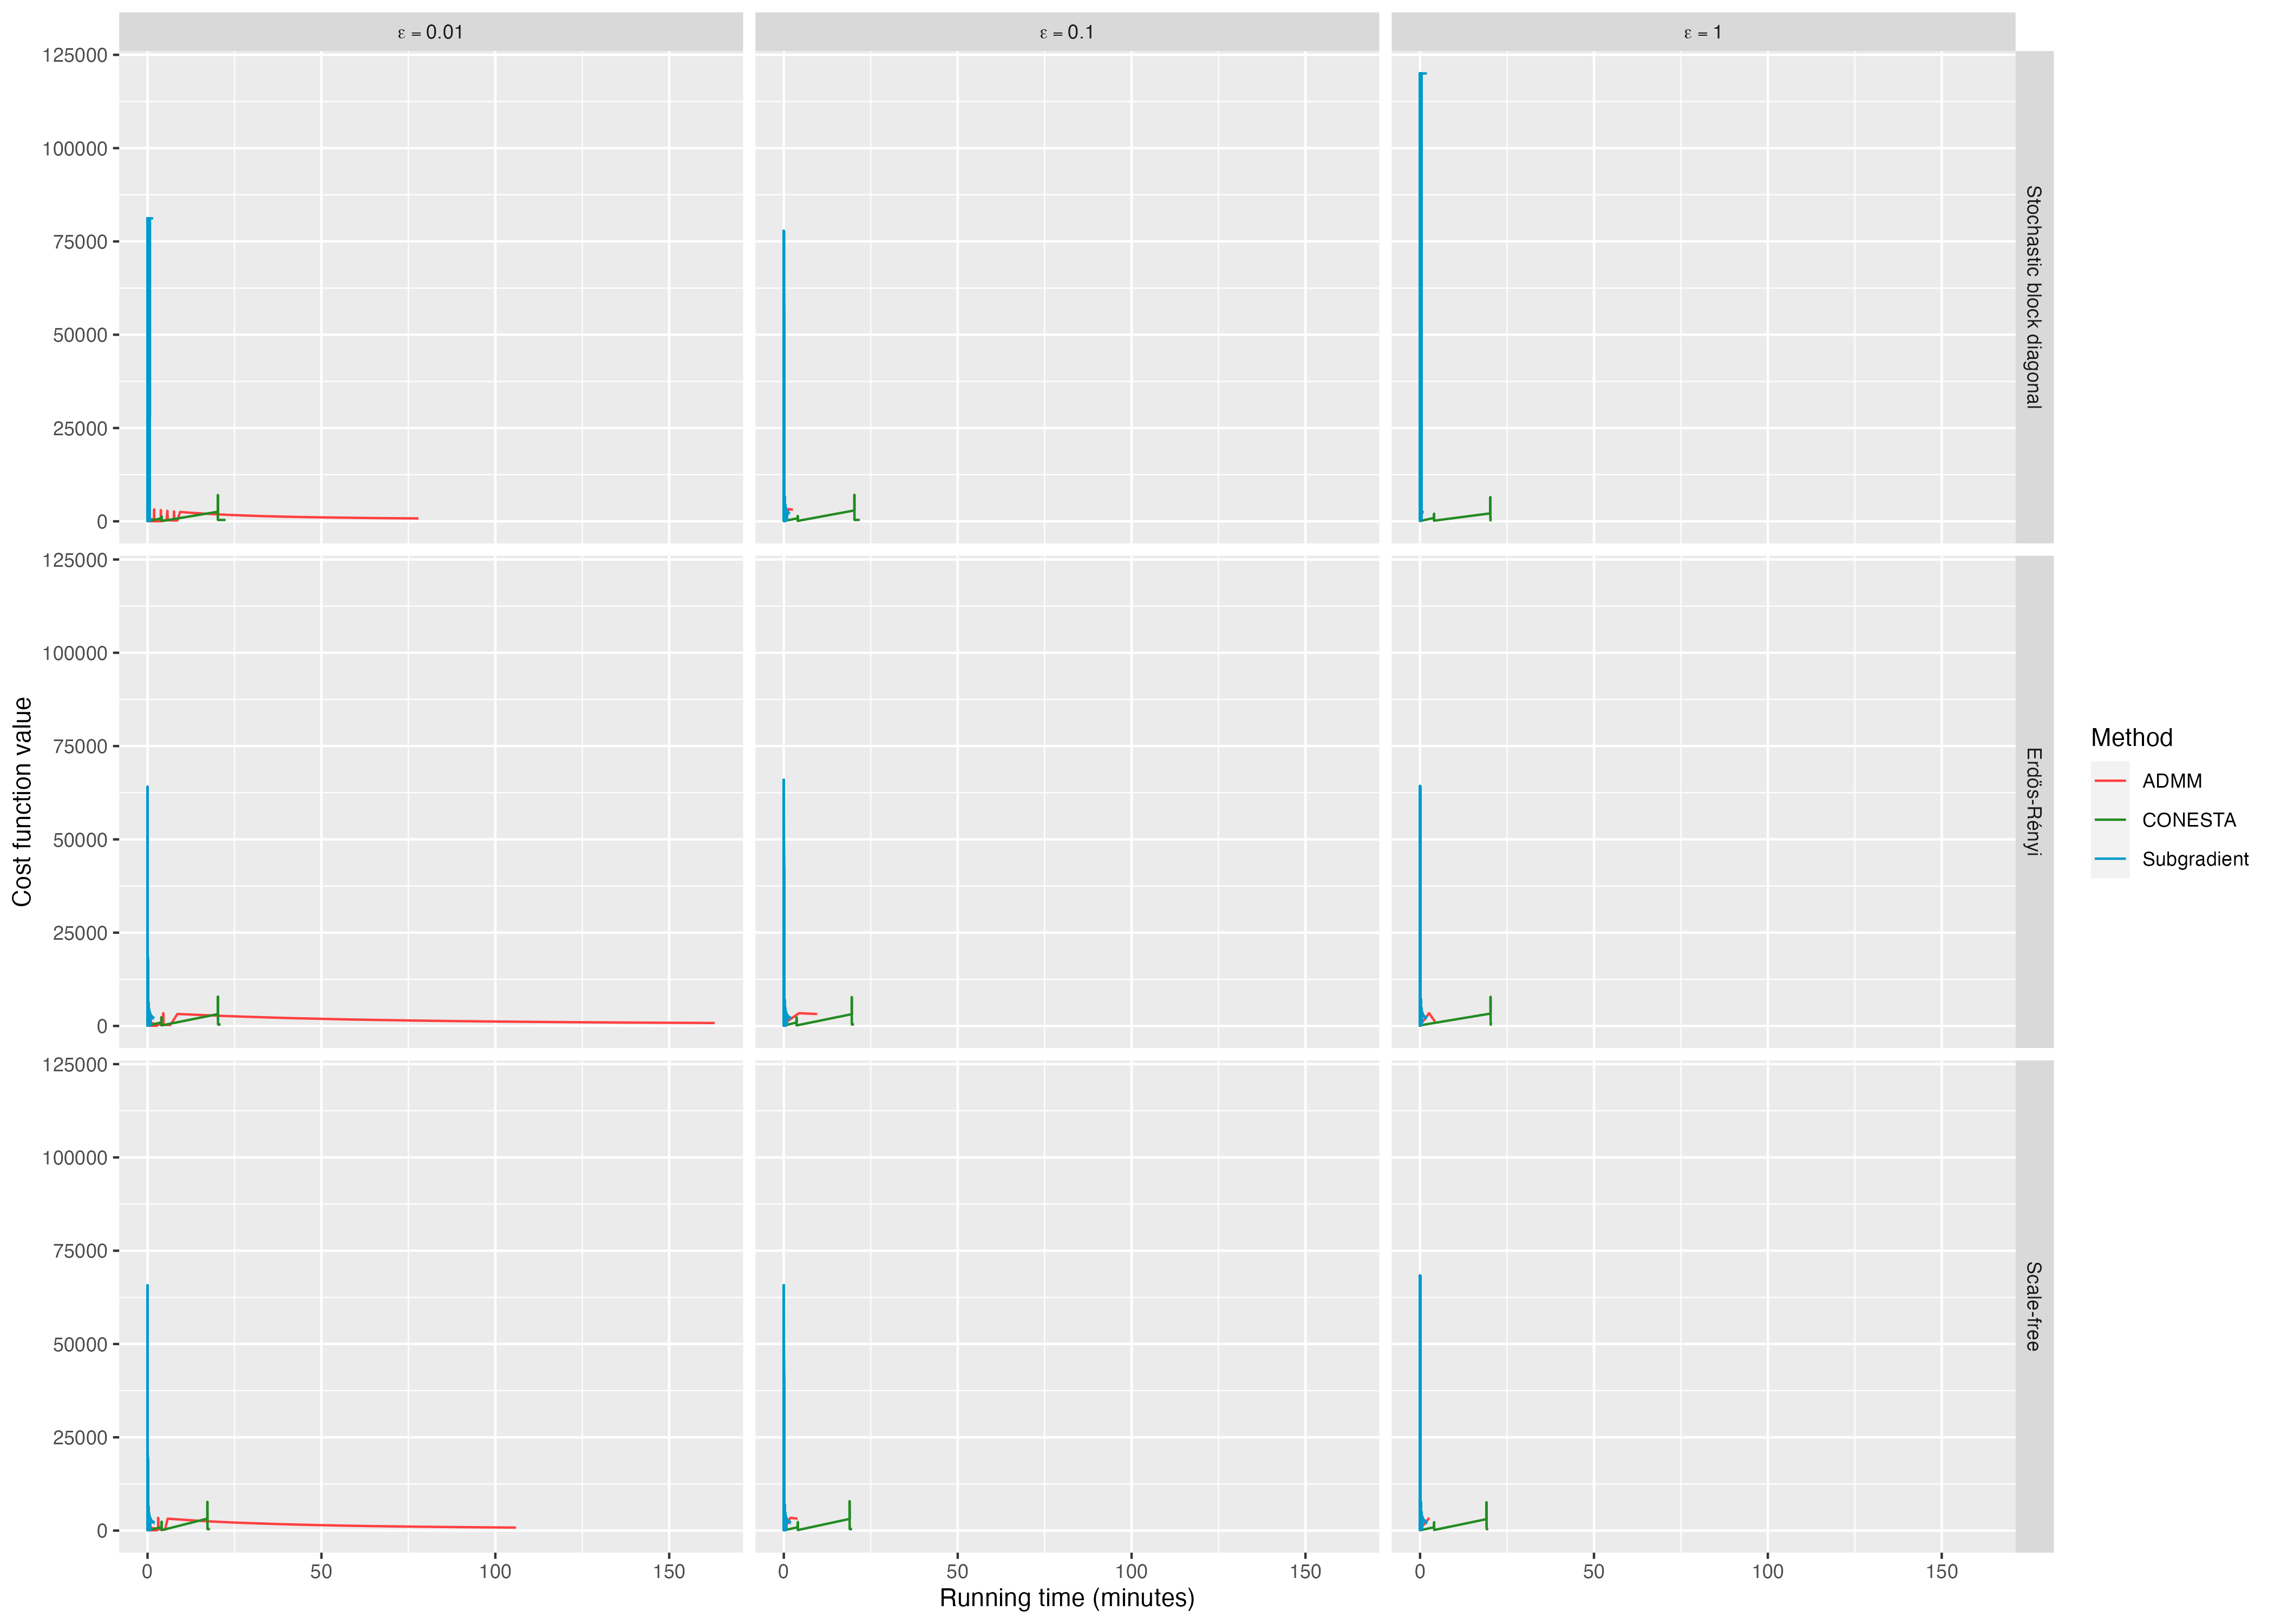 ε = 0.01
ε = 0.1
ε = 1
125000
100000
75000
50000
25000
0
Stochastic block diagonal
125000
100000
75000
50000
25000
0
Erdös-Rényi
125000
100000
75000
50000
25000
0
Scale-free
0
50
100
150
0
50
100
150
0
50
100
150
Running time (minutes)
Cost function value
Method
ADMM
CONESTA
Subgradient